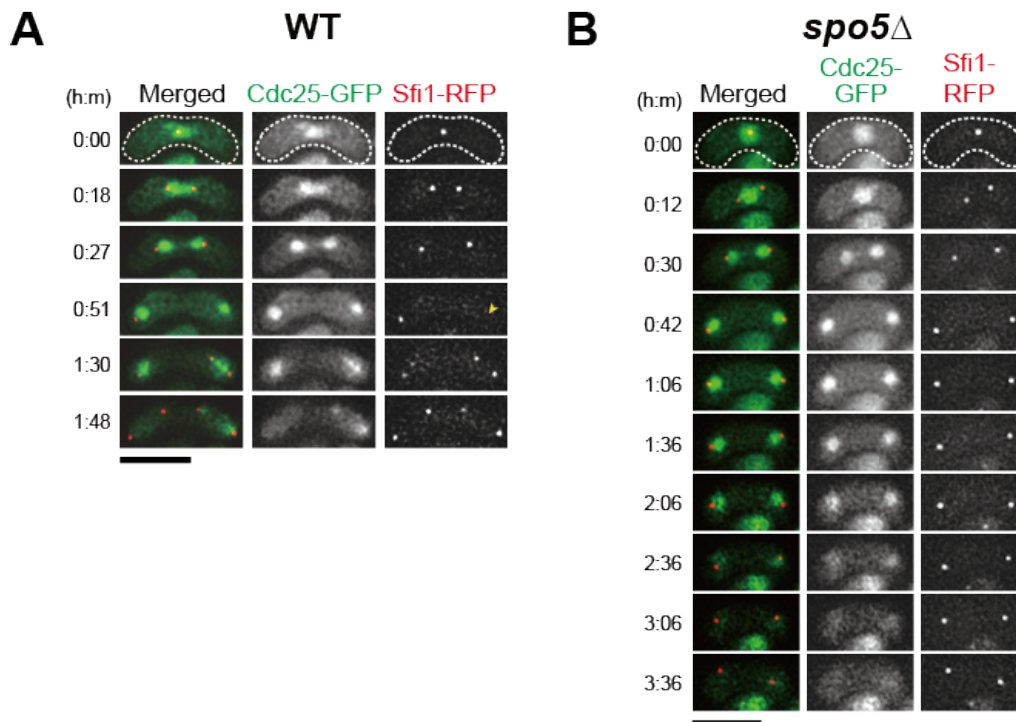 A
WT
(h:m)
Merged
Cdc25-GFP
Sfi1-RFP
0:00
0:18
0:27
0:51
1:30
1:48
B
spo5Δ
Merged
Cdc25-
GFP
Sfi1-
RFP
(h:m)
0:00
0:12
0:30
0:42
1:06
1:36
2:06
2:36
3:06
3:36